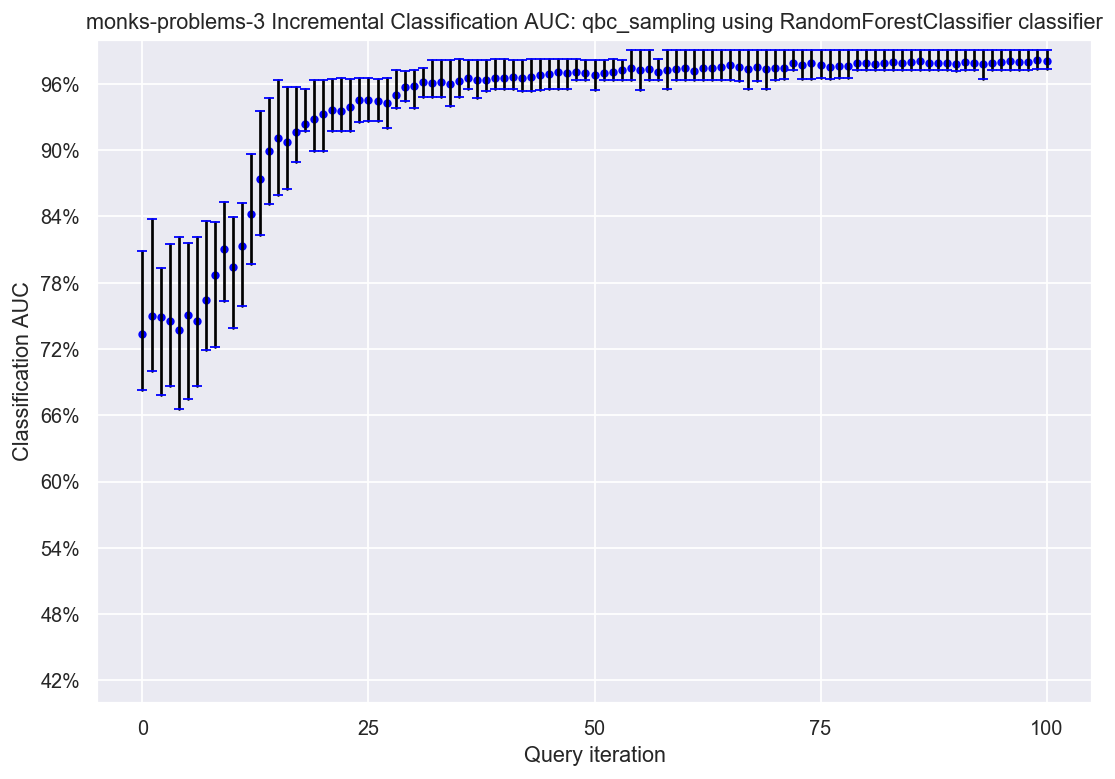 monks-problems-3 Incremental Classification AUC: qbc_sampling using RandomForestClassifier classifier
96%
90%
84%
78%
72%
66%
60%
54%
48%
42%
Classification AUC
0 25 50 75 100
Query iteration